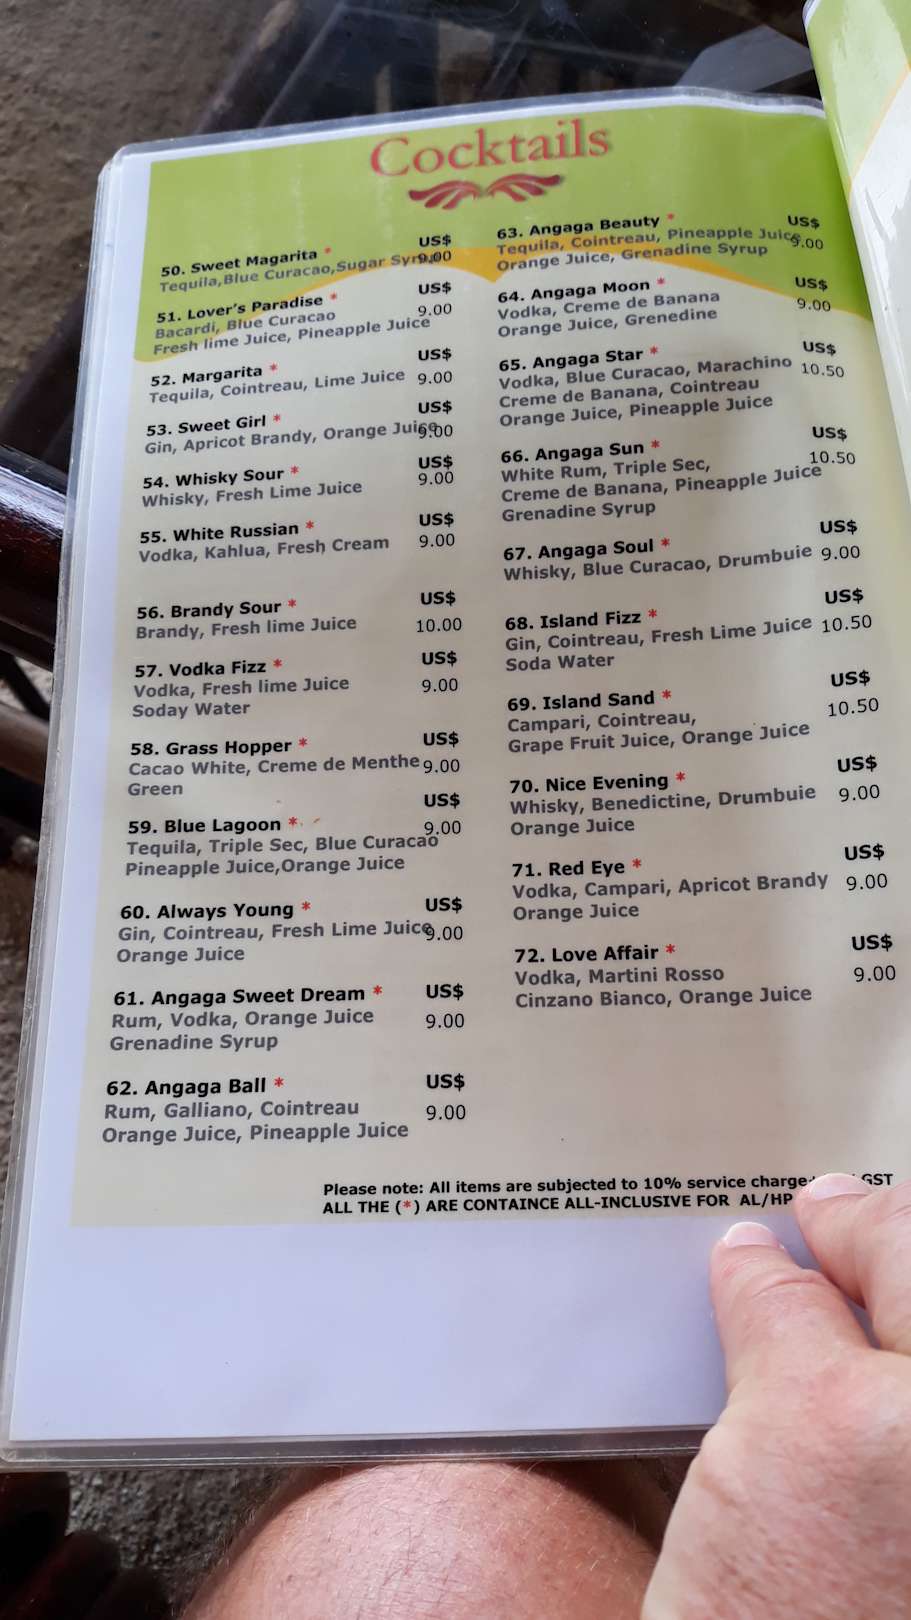 Cocktails
50. Sweet Magarita * US$
Tequila,Blue Curacao,Sugar Syrup 9.00
51. Lover's Paradise * US$
Bacardi, Blue Curacao 9.00
Fresh lime Juice, Pineapple Juice
52. Margarita * US$
Tequila, Cointreau, Lime Juice 9.00
53. Sweet Girl * US$
Gin, Apricot Brandy, Orange Juice 9.00
54. Whisky Sour * US$
Whisky, Fresh Lime Juice 9.00
55. White Russian * US$
Vodka, Kahlua, Fresh Cream 9.00
56. Brandy Sour * US$
Brandy, Fresh lime Juice 10.00
57. Vodka Fizz * US$
Vodka, Fresh lime Juice 9.00
Soday Water
58. Grass Hopper * US$
Cacao White, Creme de Menthe 9.00
Green
59. Blue Lagoon * US$
Tequila, Triple Sec, Blue Curacao 9.00
Pineapple Juice,Orange Juice
60. Always Young * US$
Gin, Cointreau, Fresh Lime Juice 9.00
Orange Juice
61. Angaga Sweet Dream * US$
Rum, Vodka, Orange Juice 9.00
Grenadine Syrup
62. Angaga Ball * US$
Rum, Galliano, Cointreau 9.00
Orange Juice, Pineapple Juice
63. Angaga Beauty * US$
Tequila, Cointreau, Pineapple Juice 9.00
Orange Juice, Grenadine Syrup
64. Angaga Moon * US$
Vodka, Creme de Banana 9.00
Orange Juice, Grenedine
65. Angaga Star * US$
Vodka, Blue Curacao, Marachino 10.50
Creme de Banana, Cointreau
Orange Juice, Pineapple Juice
66. Angaga Sun * US$
White Rum, Triple Sec, 10.50
Creme de Banana, Pineapple Juice
Grenadine Syrup
67. Angaga Soul * US$
Whisky, Blue Curacao, Drumbuie 9.00
68. Island Fizz * US$
Gin, Cointreau, Fresh Lime Juice 10.50
Soda Water
69. Island Sand * US$
Campari, Cointreau, 10.50
Grape Fruit Juice, Orange Juice
70. Nice Evening * US$
Whisky, Benedictine, Drumbuie 9.00
Orange Juice
71. Red Eye * US$
Vodka, Campari, Apricot Brandy 9.00
Orange Juice
72. Love Affair * US$
Vodka, Martini Rosso 9.00
Cinzano Bianco, Orange Juice
Please note: All items are subjected to 10% service charge GST
ALL THE (*) ARE CONTAINCE ALL-INCLUSIVE FOR AL/HP